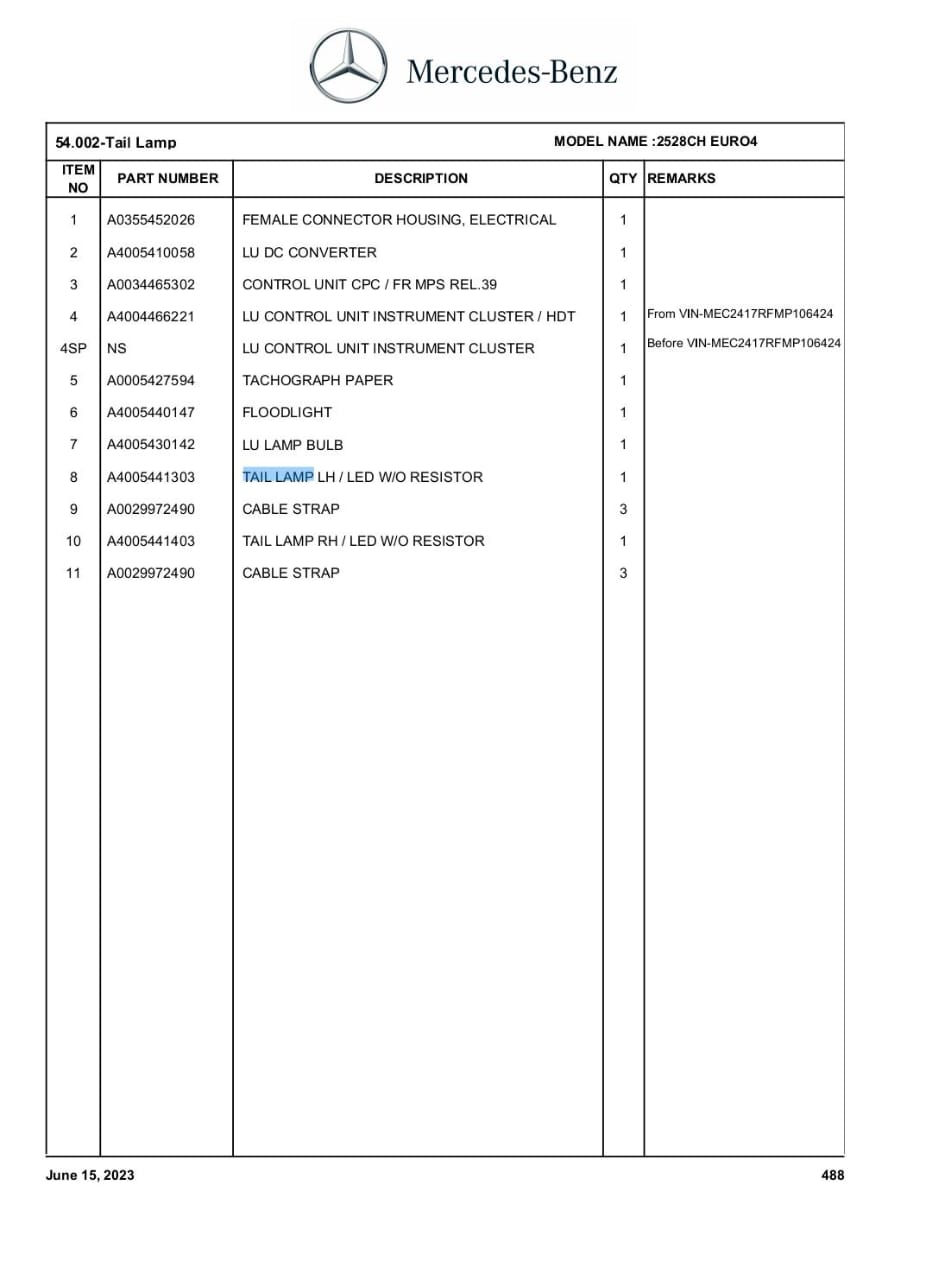 Mercedes-Benz
54.002-Tail Lamp MODEL NAME :2528CH EURO4
ITEM NO PART NUMBER DESCRIPTION QTY REMARKS
1 A0355452026 FEMALE CONNECTOR HOUSING, ELECTRICAL 1
2 A4005410058 LU DC CONVERTER 1
3 A0034465302 CONTROL UNIT CPC / FR MPS REL.39 1
4 A4004466221 LU CONTROL UNIT INSTRUMENT CLUSTER / HDT 1 From VIN-MEC2417RFMP106424
4SP NS LU CONTROL UNIT INSTRUMENT CLUSTER 1 Before VIN-MEC2417RFMP106424
5 A0005427594 TACHOGRAPH PAPER 1
6 A4005440147 FLOODLIGHT 1
7 A4005430142 LU LAMP BULB 1
8 A4005441303 TAIL LAMP LH / LED W/O RESISTOR 1
9 A0029972490 CABLE STRAP 3
10 A4005441403 TAIL LAMP RH / LED W/O RESISTOR 1
11 A0029972490 CABLE STRAP 3
June 15, 2023 488